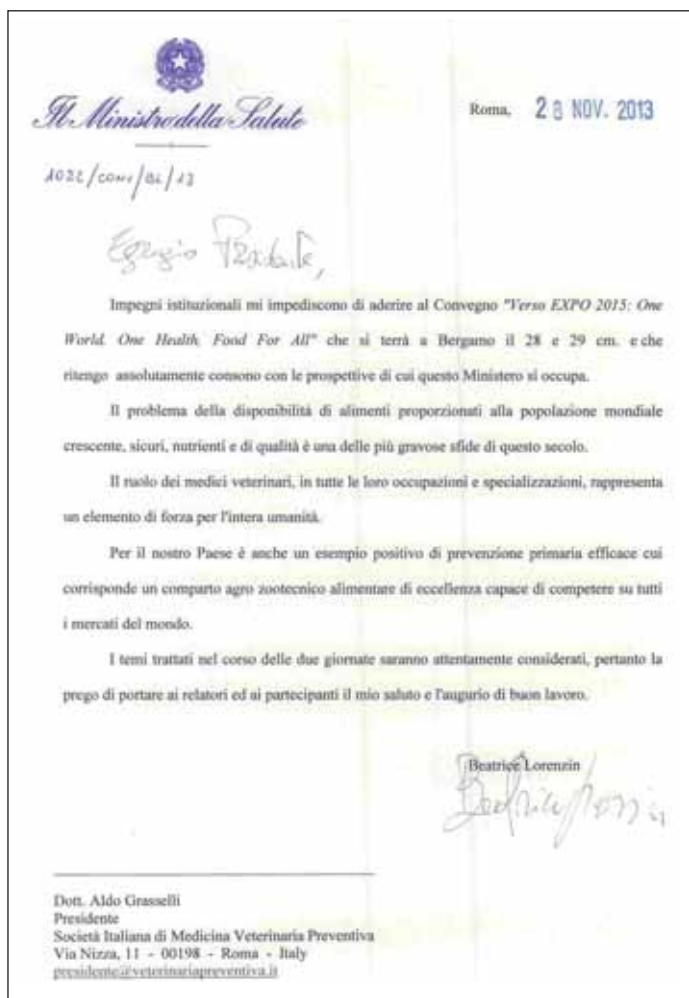 Il Ministro della Salute
Roma, 28 NOV. 2013
Egregio
Impegni istituzionali mi impediscono di aderire al Convegno "Verso EXPO 2015: One
World. One Health. Food For All" che si terrà a Bergamo il 28 e 29 cm. e che
ritengo assolutamente consono con le prospettive di cui questo Ministero si occupa.
Il problema della disponibilità di alimenti proporzionati alla popolazione mondiale
crescente, sicuri, nutrienti e di qualità è una delle più gravose sfide di questo secolo.
Il ruolo dei medici veterinari, in tutte le loro occupazioni e specializzazioni, rappresenta
un elemento di forza per l'intera umanità.
Per il nostro Paese è anche un esempio positivo di prevenzione primaria efficace cui
corrisponde un comparto agro zootecnico alimentare di eccellenza capace di competere su tutti
i mercati del mondo.
I temi trattati nel corso delle due giornate saranno attentamente considerati, pertanto la
prego di portare ai relatori ed ai partecipanti il mio saluto e l'augurio di buon lavoro.
Beatrice Lorenzin
Dott. Aldo Grasselli
Presidente
Società Italiana di Medicina Veterinaria Preventiva
Via Nizza, 11 - 00198 - Roma - Italy
presidente@veterinariapreventiva.it